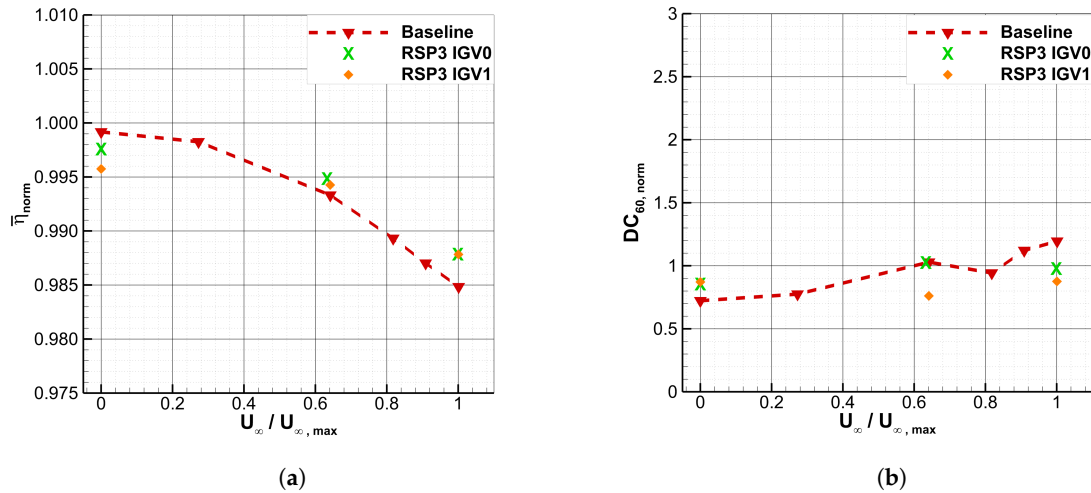 1.010
1.005
1.000
0.995
0.990
0.985
0.980
0.975
η̅norm
0
0.2
0.4
0.6
0.8
1
U∞ / U∞, max
Baseline
RSP3 IGV0
RSP3 IGV1
(a)
3
2.5
2
1.5
1
0.5
0
DC60, norm
0
0.2
0.4
0.6
0.8
1
U∞ / U∞, max
Baseline
RSP3 IGV0
RSP3 IGV1
(b)